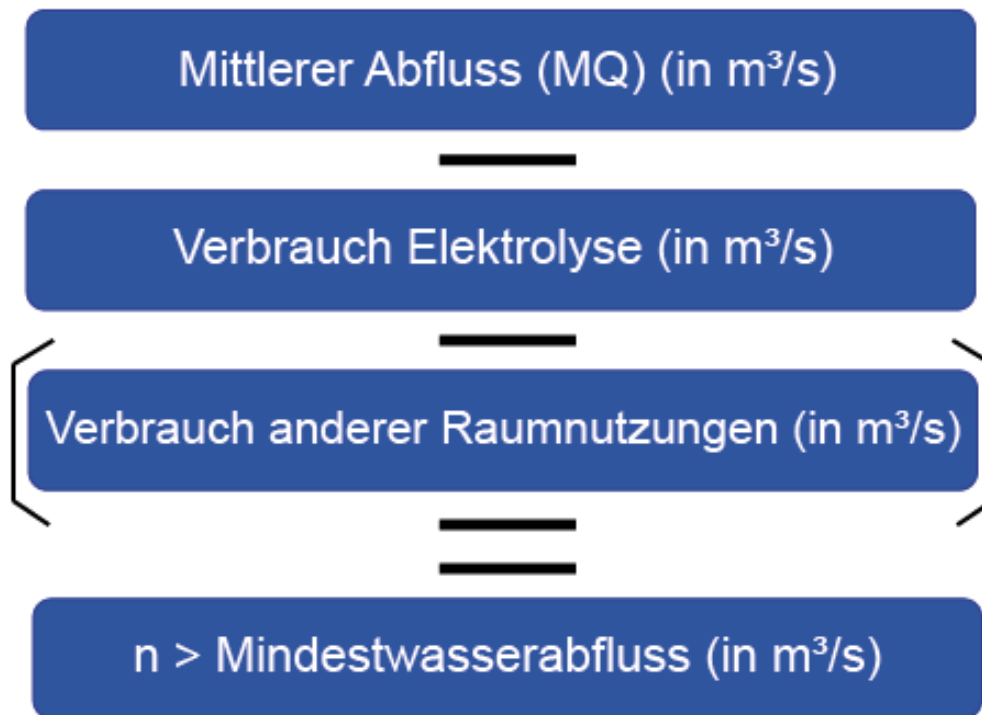 Mittlerer Abfluss (MQ) (in m³/s)
Verbrauch Elektrolyse (in m³/s)
Verbrauch anderer Raumnutzungen (in m³/s)
n > Mindestwasserabfluss (in m³/s)